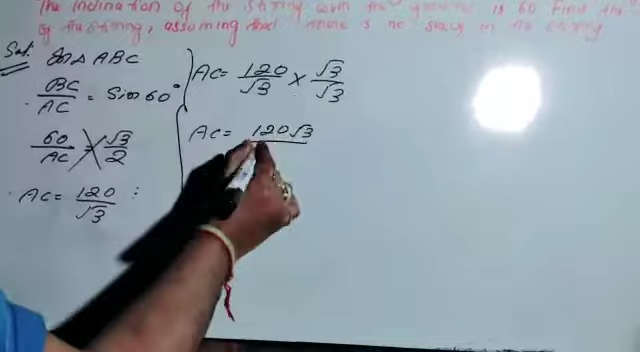 The Inclination of the string with the ground is 60 Find the
of the string, assuming that there is no slack in the string
Sol. In △ ABC
BC/AC = Sin 60°
60/AC = √3/2
AC = 120/√3
AC = 120/√3 × √3/√3
AC = 120√3